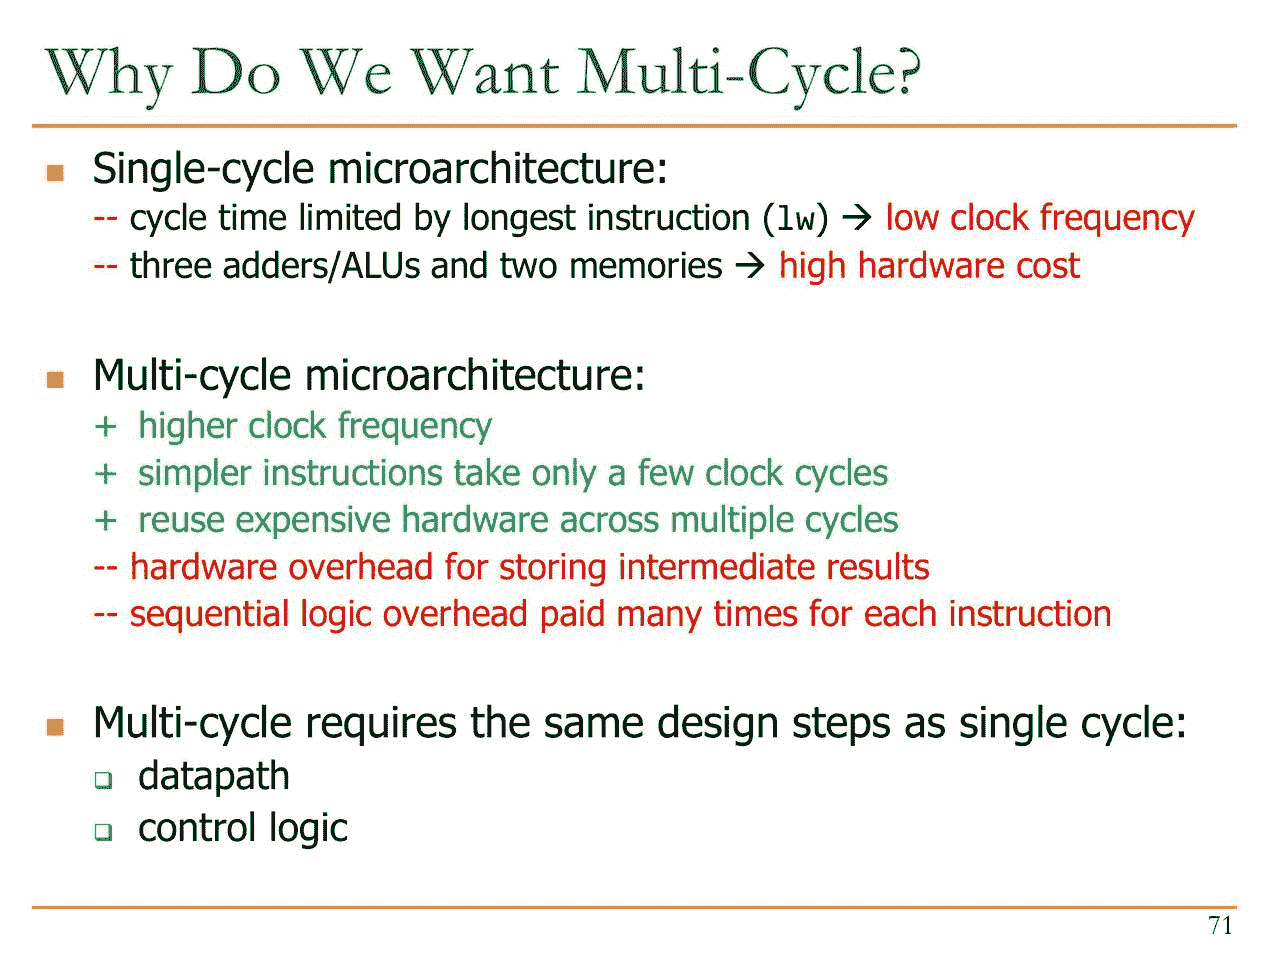 Why Do We Want Multi-Cycle?
Single-cycle microarchitecture:
-- cycle time limited by longest instruction (lw) → low clock frequency
-- three adders/ALUs and two memories → high hardware cost
Multi-cycle microarchitecture:
+ higher clock frequency
+ simpler instructions take only a few clock cycles
+ reuse expensive hardware across multiple cycles
-- hardware overhead for storing intermediate results
-- sequential logic overhead paid many times for each instruction
Multi-cycle requires the same design steps as single cycle:
datapath
control logic
71